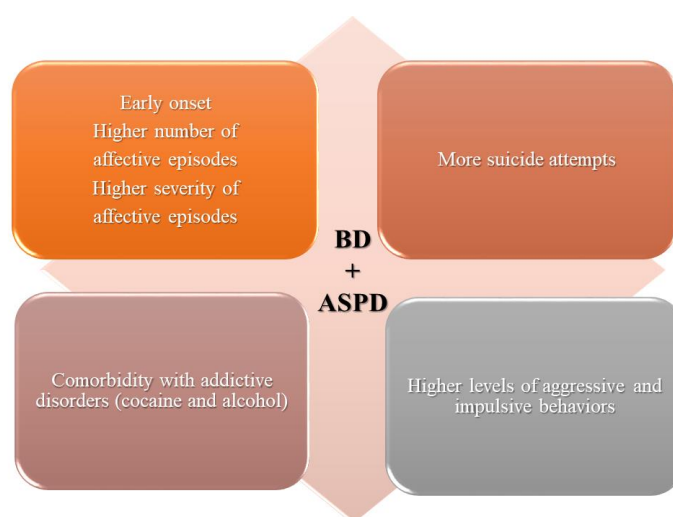 Early onset
Higher number of
affective episodes
Higher severity of
affective episodes
More suicide attempts
BD
+
ASPD
Comorbidity with addictive
disorders (cocaine and alcohol)
Higher levels of aggressive and
impulsive behaviors